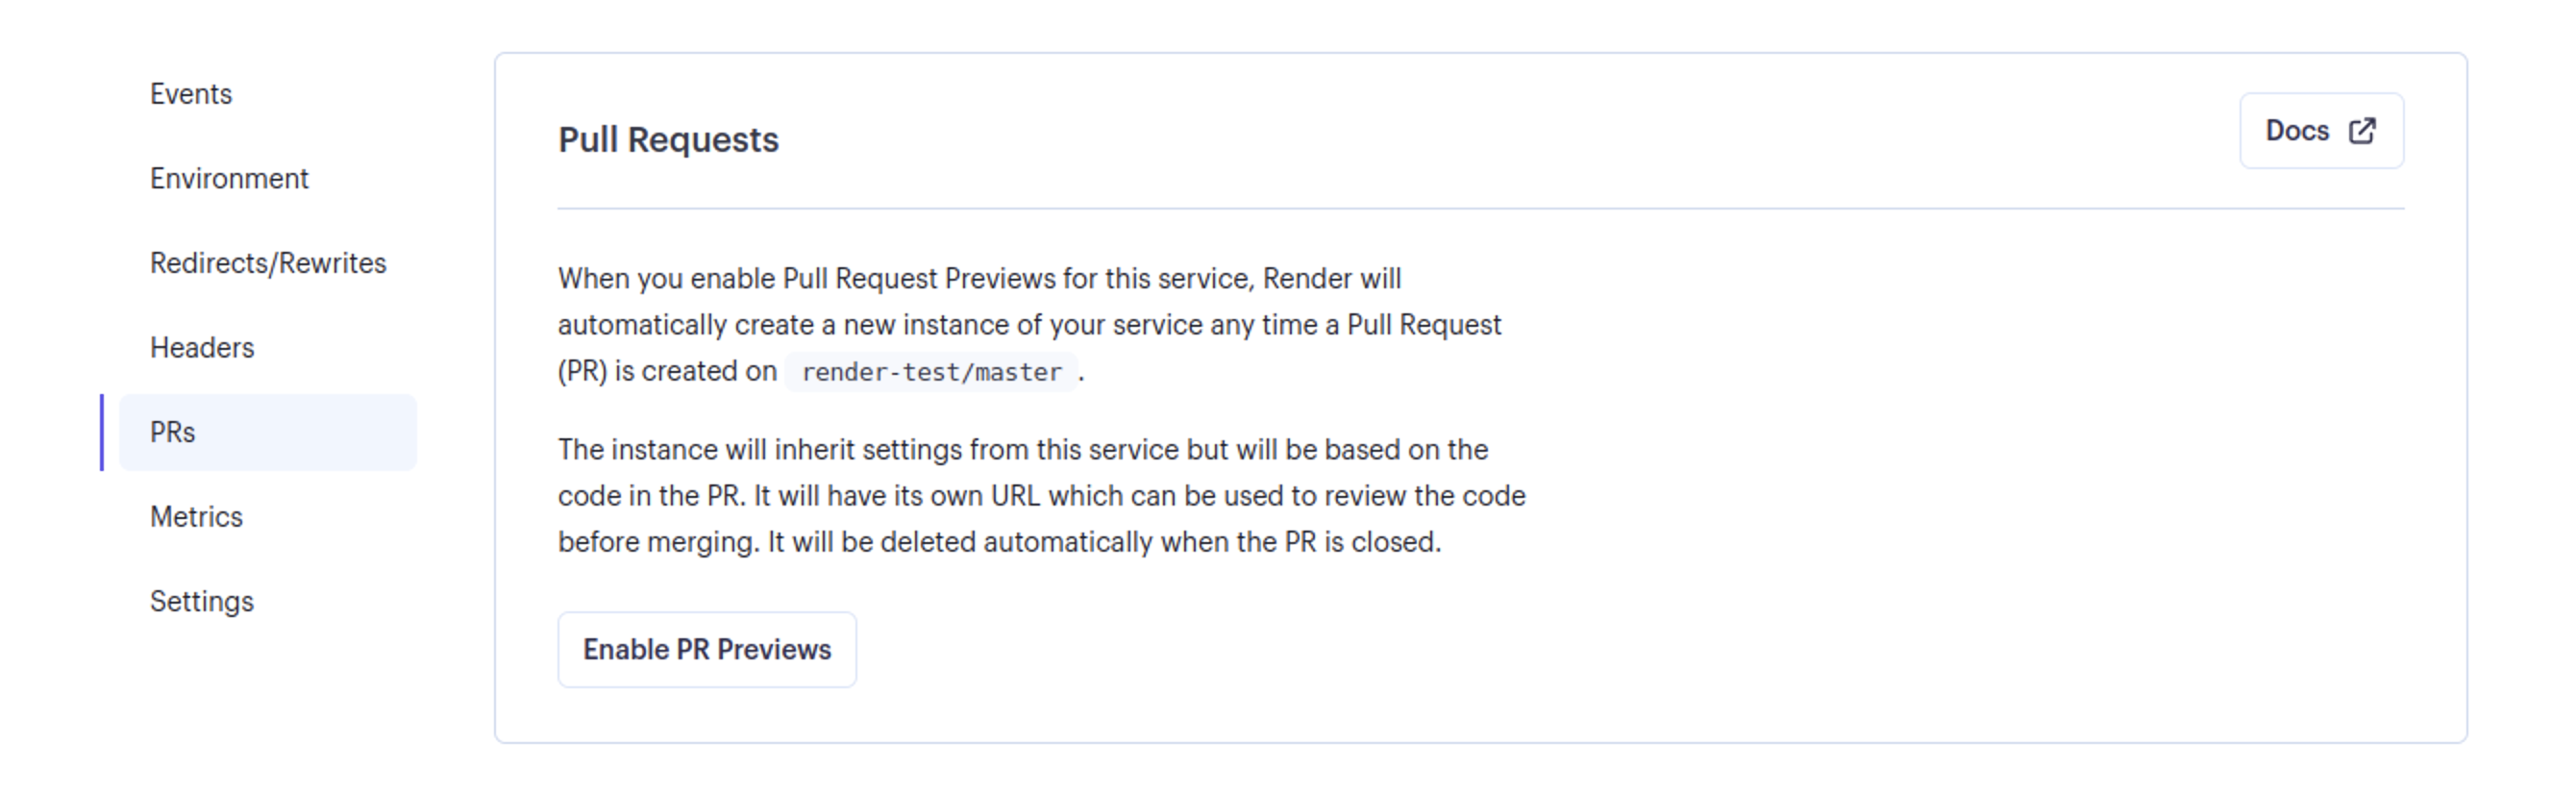 Events
Environment
Redirects/Rewrites
Headers
PRs
Metrics
Settings
Pull Requests
Docs
When you enable Pull Request Previews for this service, Render will
automatically create a new instance of your service any time a Pull Request
(PR) is created on render-test/master .
The instance will inherit settings from this service but will be based on the
code in the PR. It will have its own URL which can be used to review the code
before merging. It will be deleted automatically when the PR is closed.
Enable PR Previews